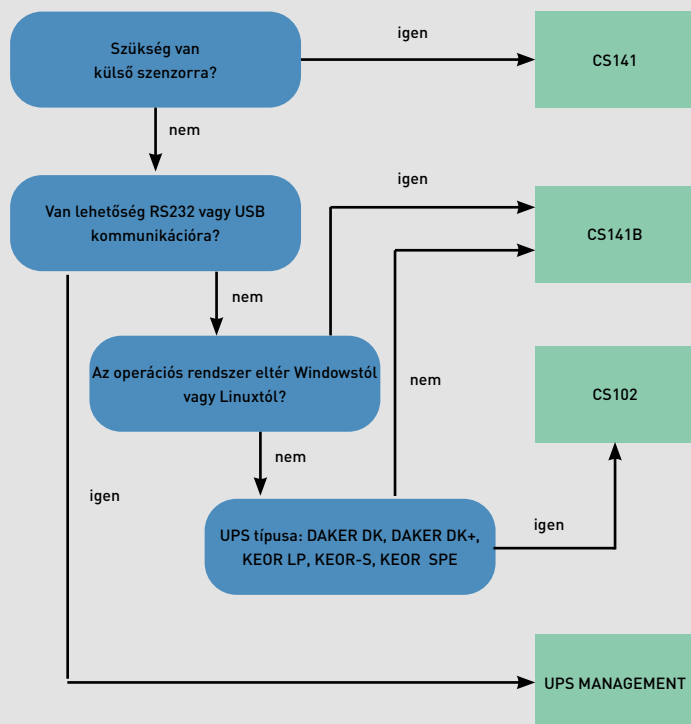 Szükség van
külső szenzorra?
igen
CS141
nem
Van lehetőség RS232 vagy USB
kommunikációra?
igen
CS141B
nem
Az operációs rendszer eltér Windowstól
vagy Linuxtól?
nem
CS102
nem
igen
UPS típusa: DAKER DK, DAKER DK+,
KEOR LP, KEOR-S, KEOR SPE
igen
UPS MANAGEMENT